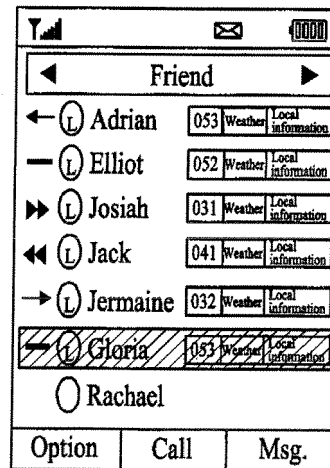 Friend
L Adrian 053 Weather Local information
L Elliot 052 Weather Local information
L Josiah 031 Weather Local information
L Jack 041 Weather Local information
L Jermaine 032 Weather Local information
L Gloria 053 Weather Local information
Rachael
Option Call Msg.